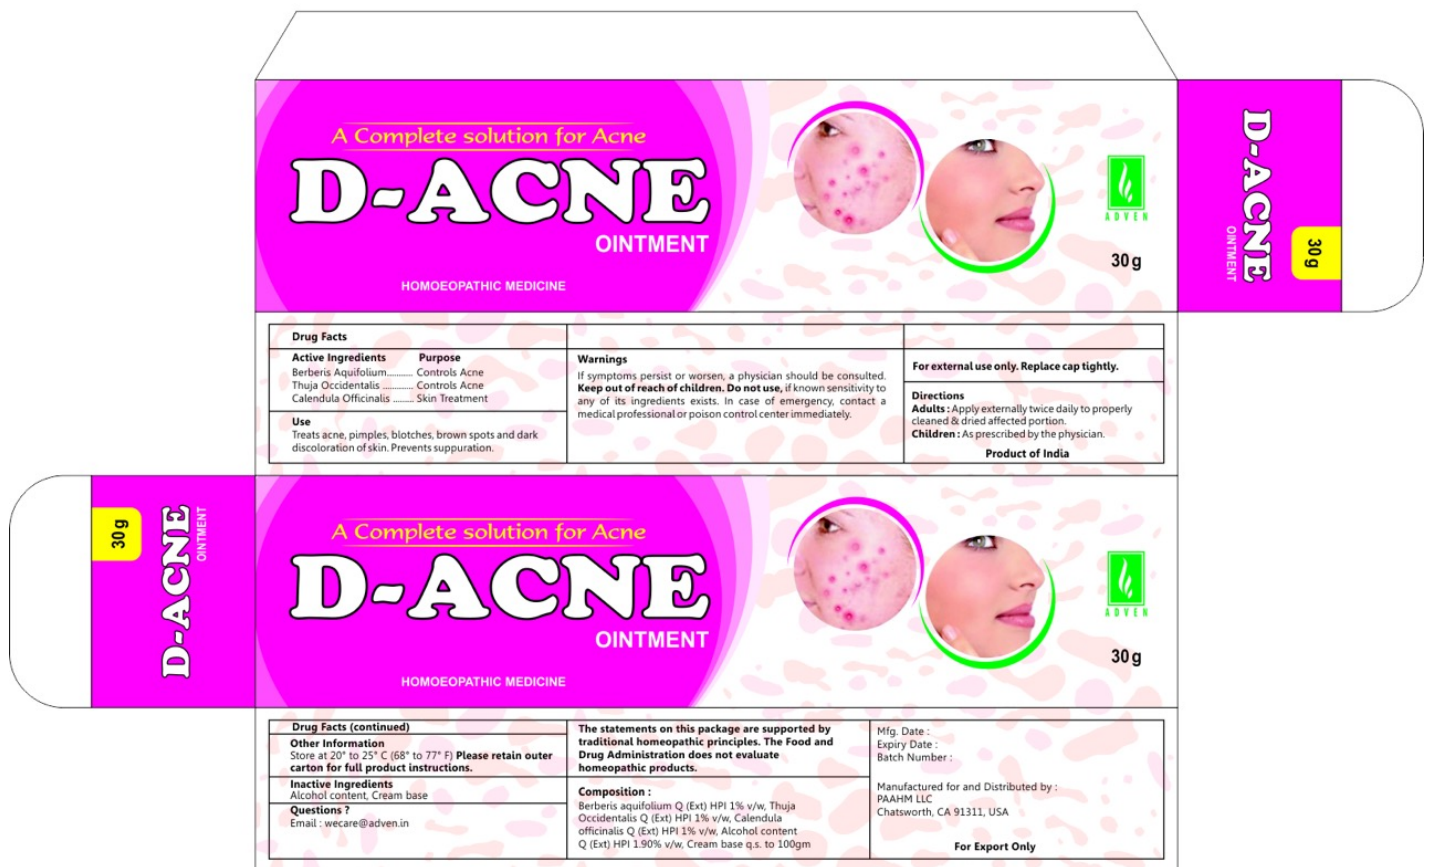 A Complete solution for Acne
D-ACNE
OINTMENT
HOMOEOPATHIC MEDICINE
ADVEN
30 g
D-ACNE
OINTMENT
30 g
Drug Facts
Active Ingredients Purpose
Berberis Aquifolium........... Controls Acne
Thuja Occidentalis ............. Controls Acne
Calendula Officinalis ......... Skin Treatment
Use
Treats acne, pimples, blotches, brown spots and dark
discoloration of skin. Prevents suppuration.
Warnings
If symptoms persist or worsen, a physician should be consulted.
Keep out of reach of children. Do not use, if known sensitivity to
any of its ingredients exists. In case of emergency, contact a
medical professional or poison control center immediately.
For external use only. Replace cap tightly.
Directions
Adults : Apply externally twice daily to properly
cleaned & dried affected portion.
Children : As prescribed by the physician.
Product of India
30 g
D-ACNE
OINTMENT
A Complete solution for Acne
D-ACNE
OINTMENT
HOMOEOPATHIC MEDICINE
ADVEN
30 g
Drug Facts (continued)
Other Information
Store at 20° to 25° C (68° to 77° F) Please retain outer
carton for full product instructions.
Inactive Ingredients
Alcohol content, Cream base
Questions ?
Email : wecare@adven.in
The statements on this package are supported by
traditional homeopathic principles. The Food and
Drug Administration does not evaluate
homeopathic products.
Composition :
Berberis aquifolium Q (Ext) HPI 1% v/w, Thuja
Occidentalis Q (Ext) HPI 1% v/w, Calendula
officinalis Q (Ext) HPI 1% v/w, Alcohol content
Q (Ext) HPI 1.90% v/w, Cream base q.s. to 100gm
Mfg. Date :
Expiry Date :
Batch Number :
Manufactured for and Distributed by :
PAAHM LLC
Chatsworth, CA 91311, USA
For Export Only